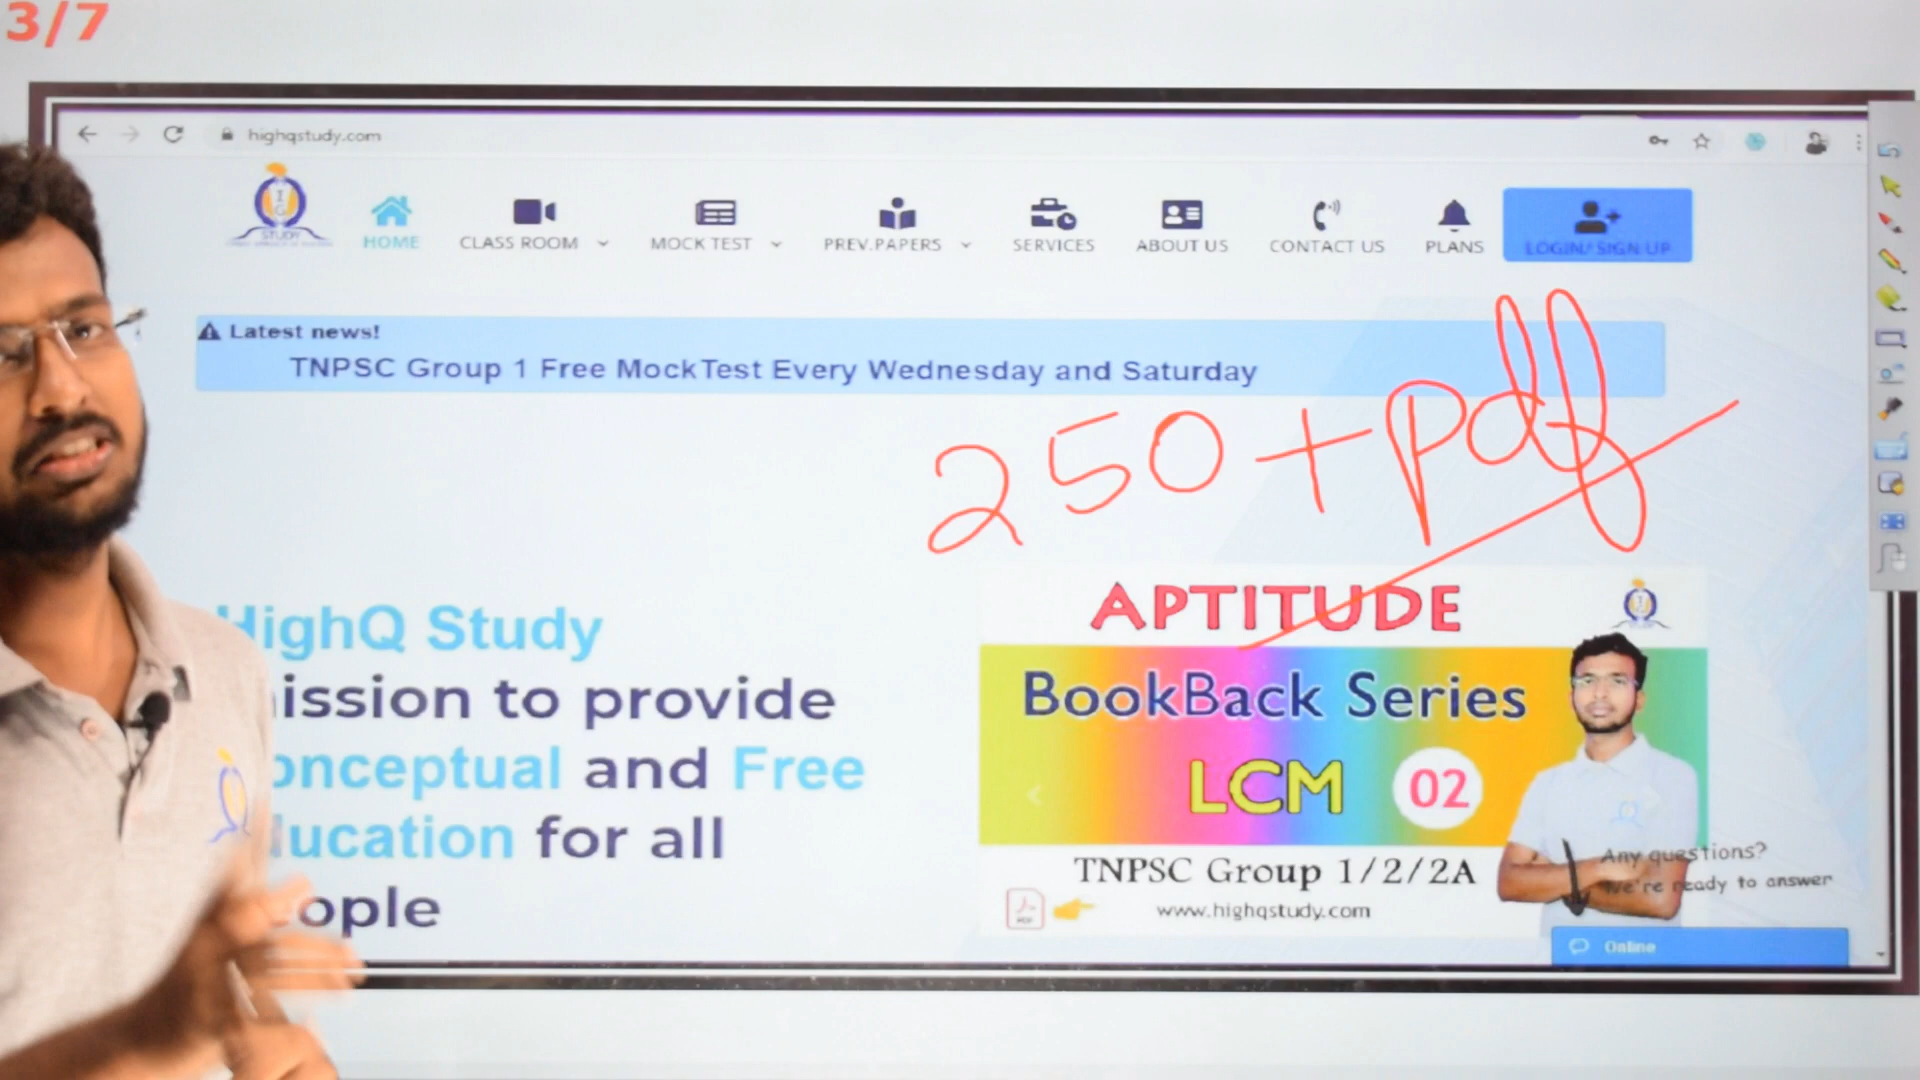 3/7
highqstudy.com
STUDY
HOME
CLASS ROOM
MOCK TEST
PREV.PAPERS
SERVICES
ABOUT US
CONTACT US
PLANS
LOGIN/ SIGN UP
Latest news!
TNPSC Group 1 Free MockTest Every Wednesday and Saturday
250+pdf
HighQ Study
ission to provide
onceptual and Free
ucation for all
ople
APTITUDE
BookBack Series
LCM 02
TNPSC Group 1/2/2A
www.highqstudy.com
PDF
Any questions?
We're ready to answer
Online